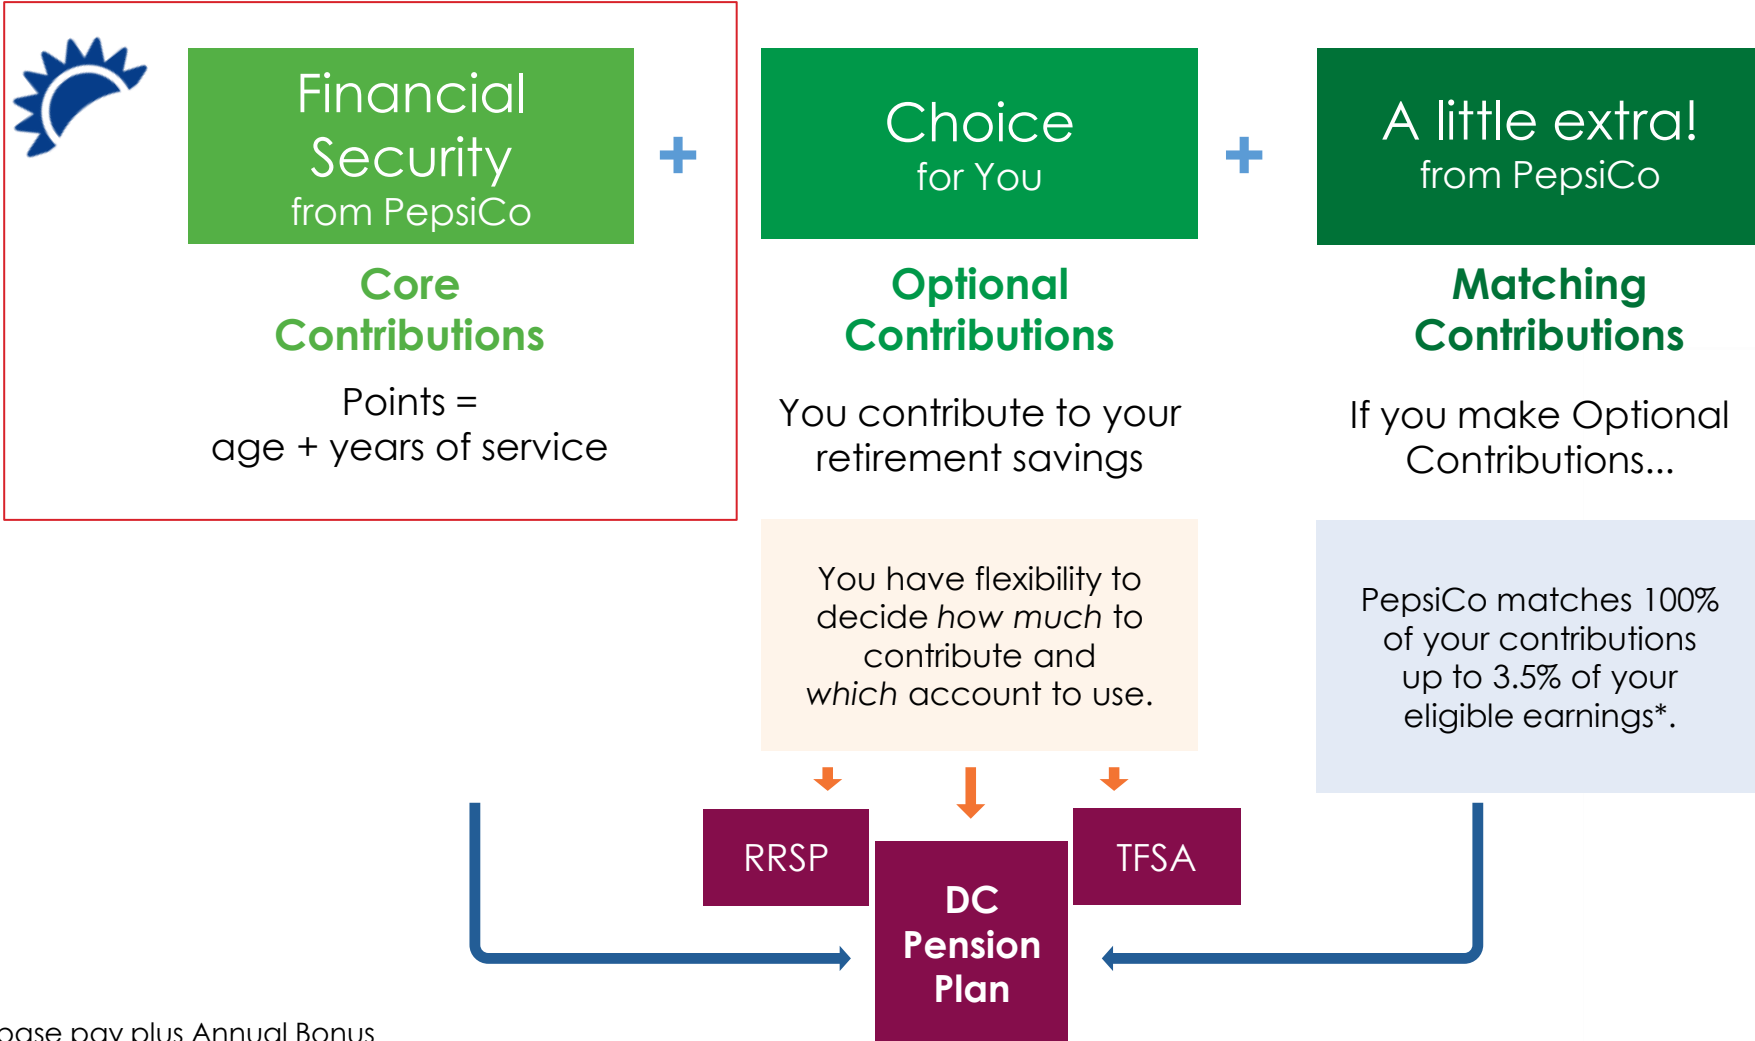 Financial
Security
from PepsiCo
Core
Contributions
Points =
age + years of service
+
Choice
for You
Optional
Contributions
You contribute to your
retirement savings
You have flexibility to
decide how much to
contribute and
which account to use.
+
A little extra!
from PepsiCo
Matching
Contributions
If you make Optional
Contributions...
PepsiCo matches 100%
of your contributions
up to 3.5% of your
eligible earnings*.
RRSP
DC
Pension
Plan
TFSA
base pay plus Annual Bonus